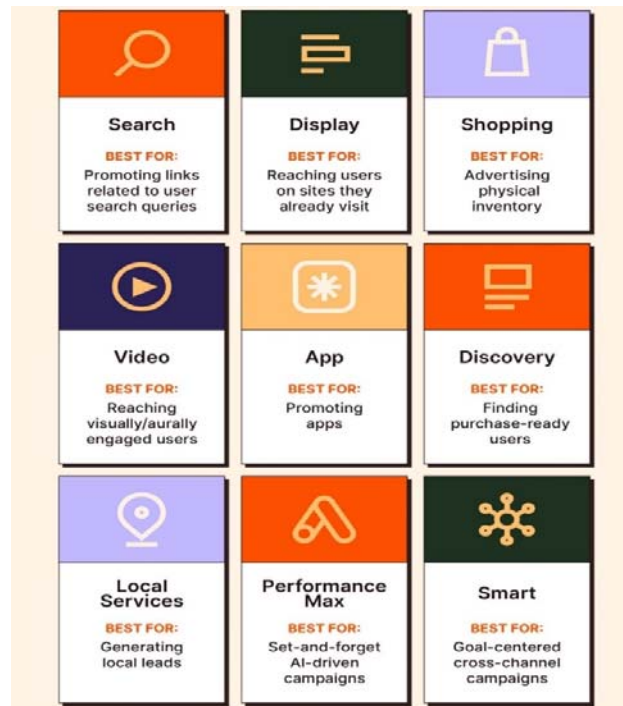 Search
BEST FOR:
Promoting links
related to user
search queries
Display
BEST FOR:
Reaching users
on sites they
already visit
Shopping
BEST FOR:
Advertising
physical
inventory
Video
BEST FOR:
Reaching
visually/aurally
engaged users
App
BEST FOR:
Promoting
apps
Discovery
BEST FOR:
Finding
purchase-ready
users
Local
Services
BEST FOR:
Generating
local leads
Performance
Max
BEST FOR:
Set-and-forget
AI-driven
campaigns
Smart
BEST FOR:
Goal-centered
cross-channel
campaigns